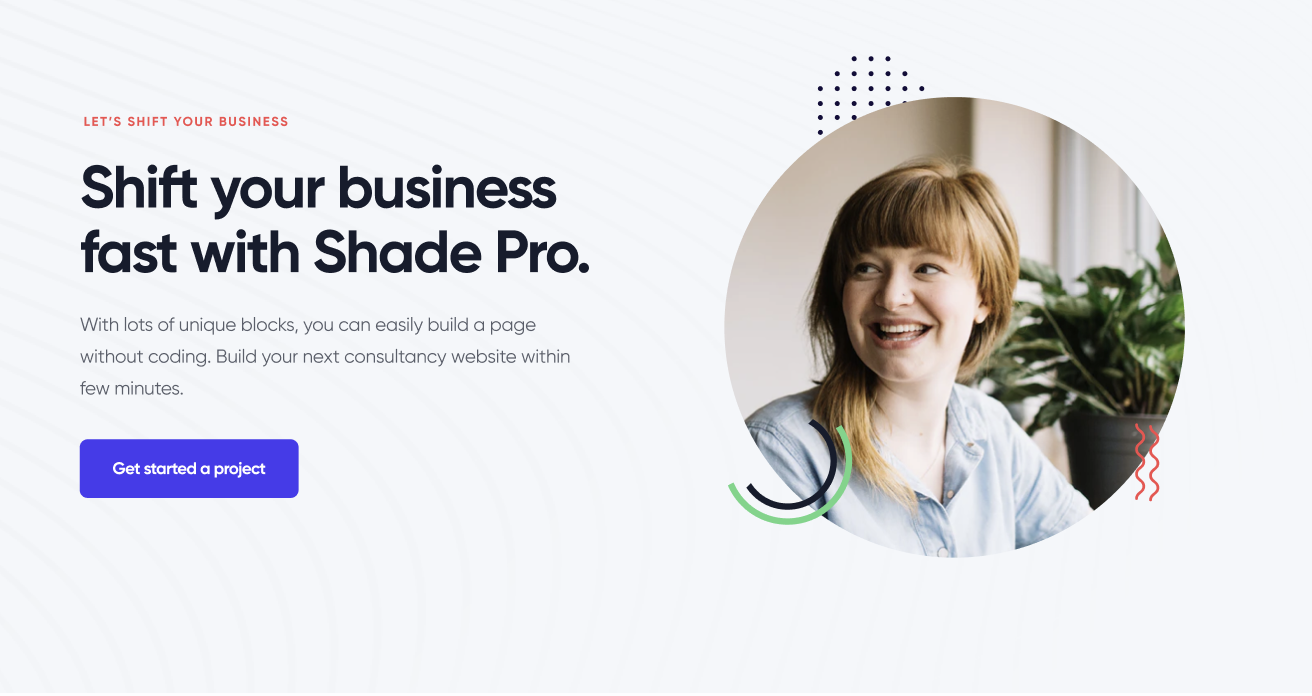 LET'S SHIFT YOUR BUSINESS
Shift your business
fast with Shade Pro.
With lots of unique blocks, you can easily build a page
without coding. Build your next consultancy website within
few minutes.
Get started a project